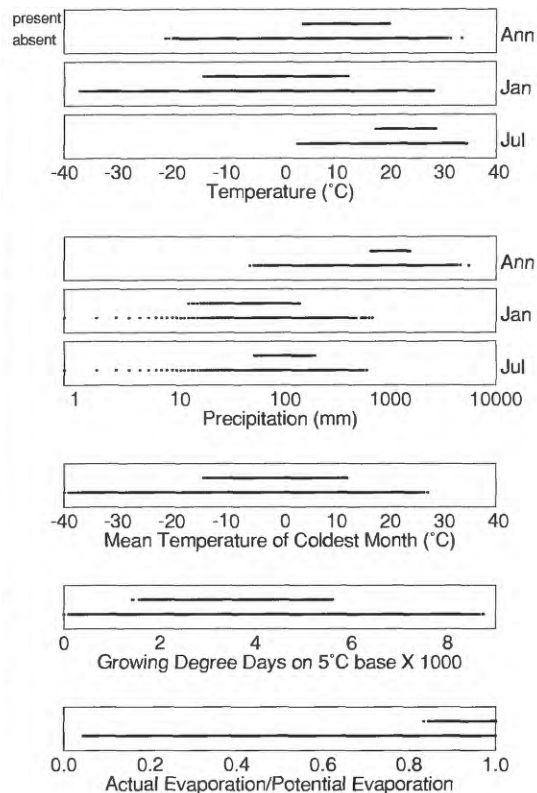 present
absent
Ann
Jan
Jul
-40 -30 -20 -10 0 10 20 30 40
Temperature (°C)
Ann
Jan
Jul
1 10 100 1000 10000
Precipitation (mm)
-40 -30 -20 -10 0 10 20 30 40
Mean Temperature of Coldest Month (°C)
0 2 4 6 8
Growing Degree Days on 5°C base X 1000
0.0 0.2 0.4 0.6 0.8 1.0
Actual Evaporation/Potential Evaporation